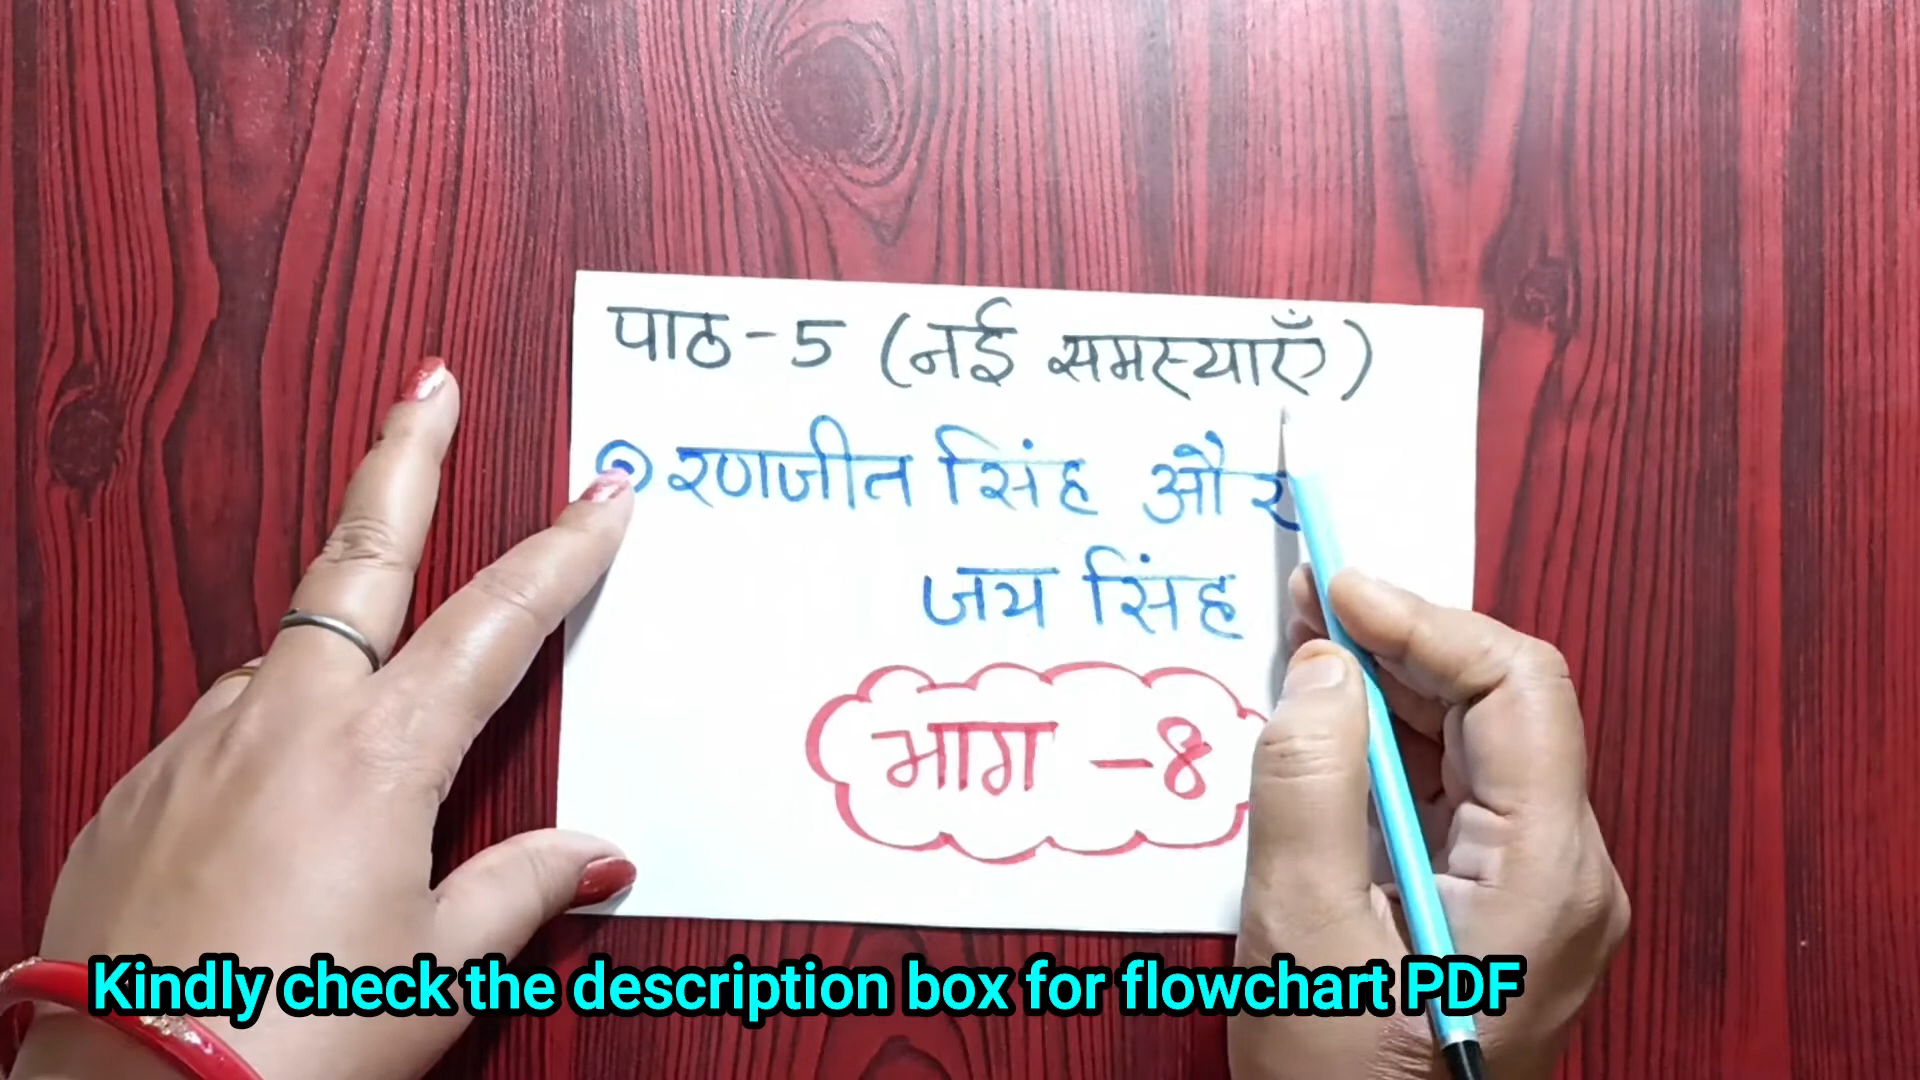 पाठ-5 (नई समस्याएँ)
रणजीत सिंह और
जय सिंह
भाग -8
Kindly check the description box for flowchart PDF